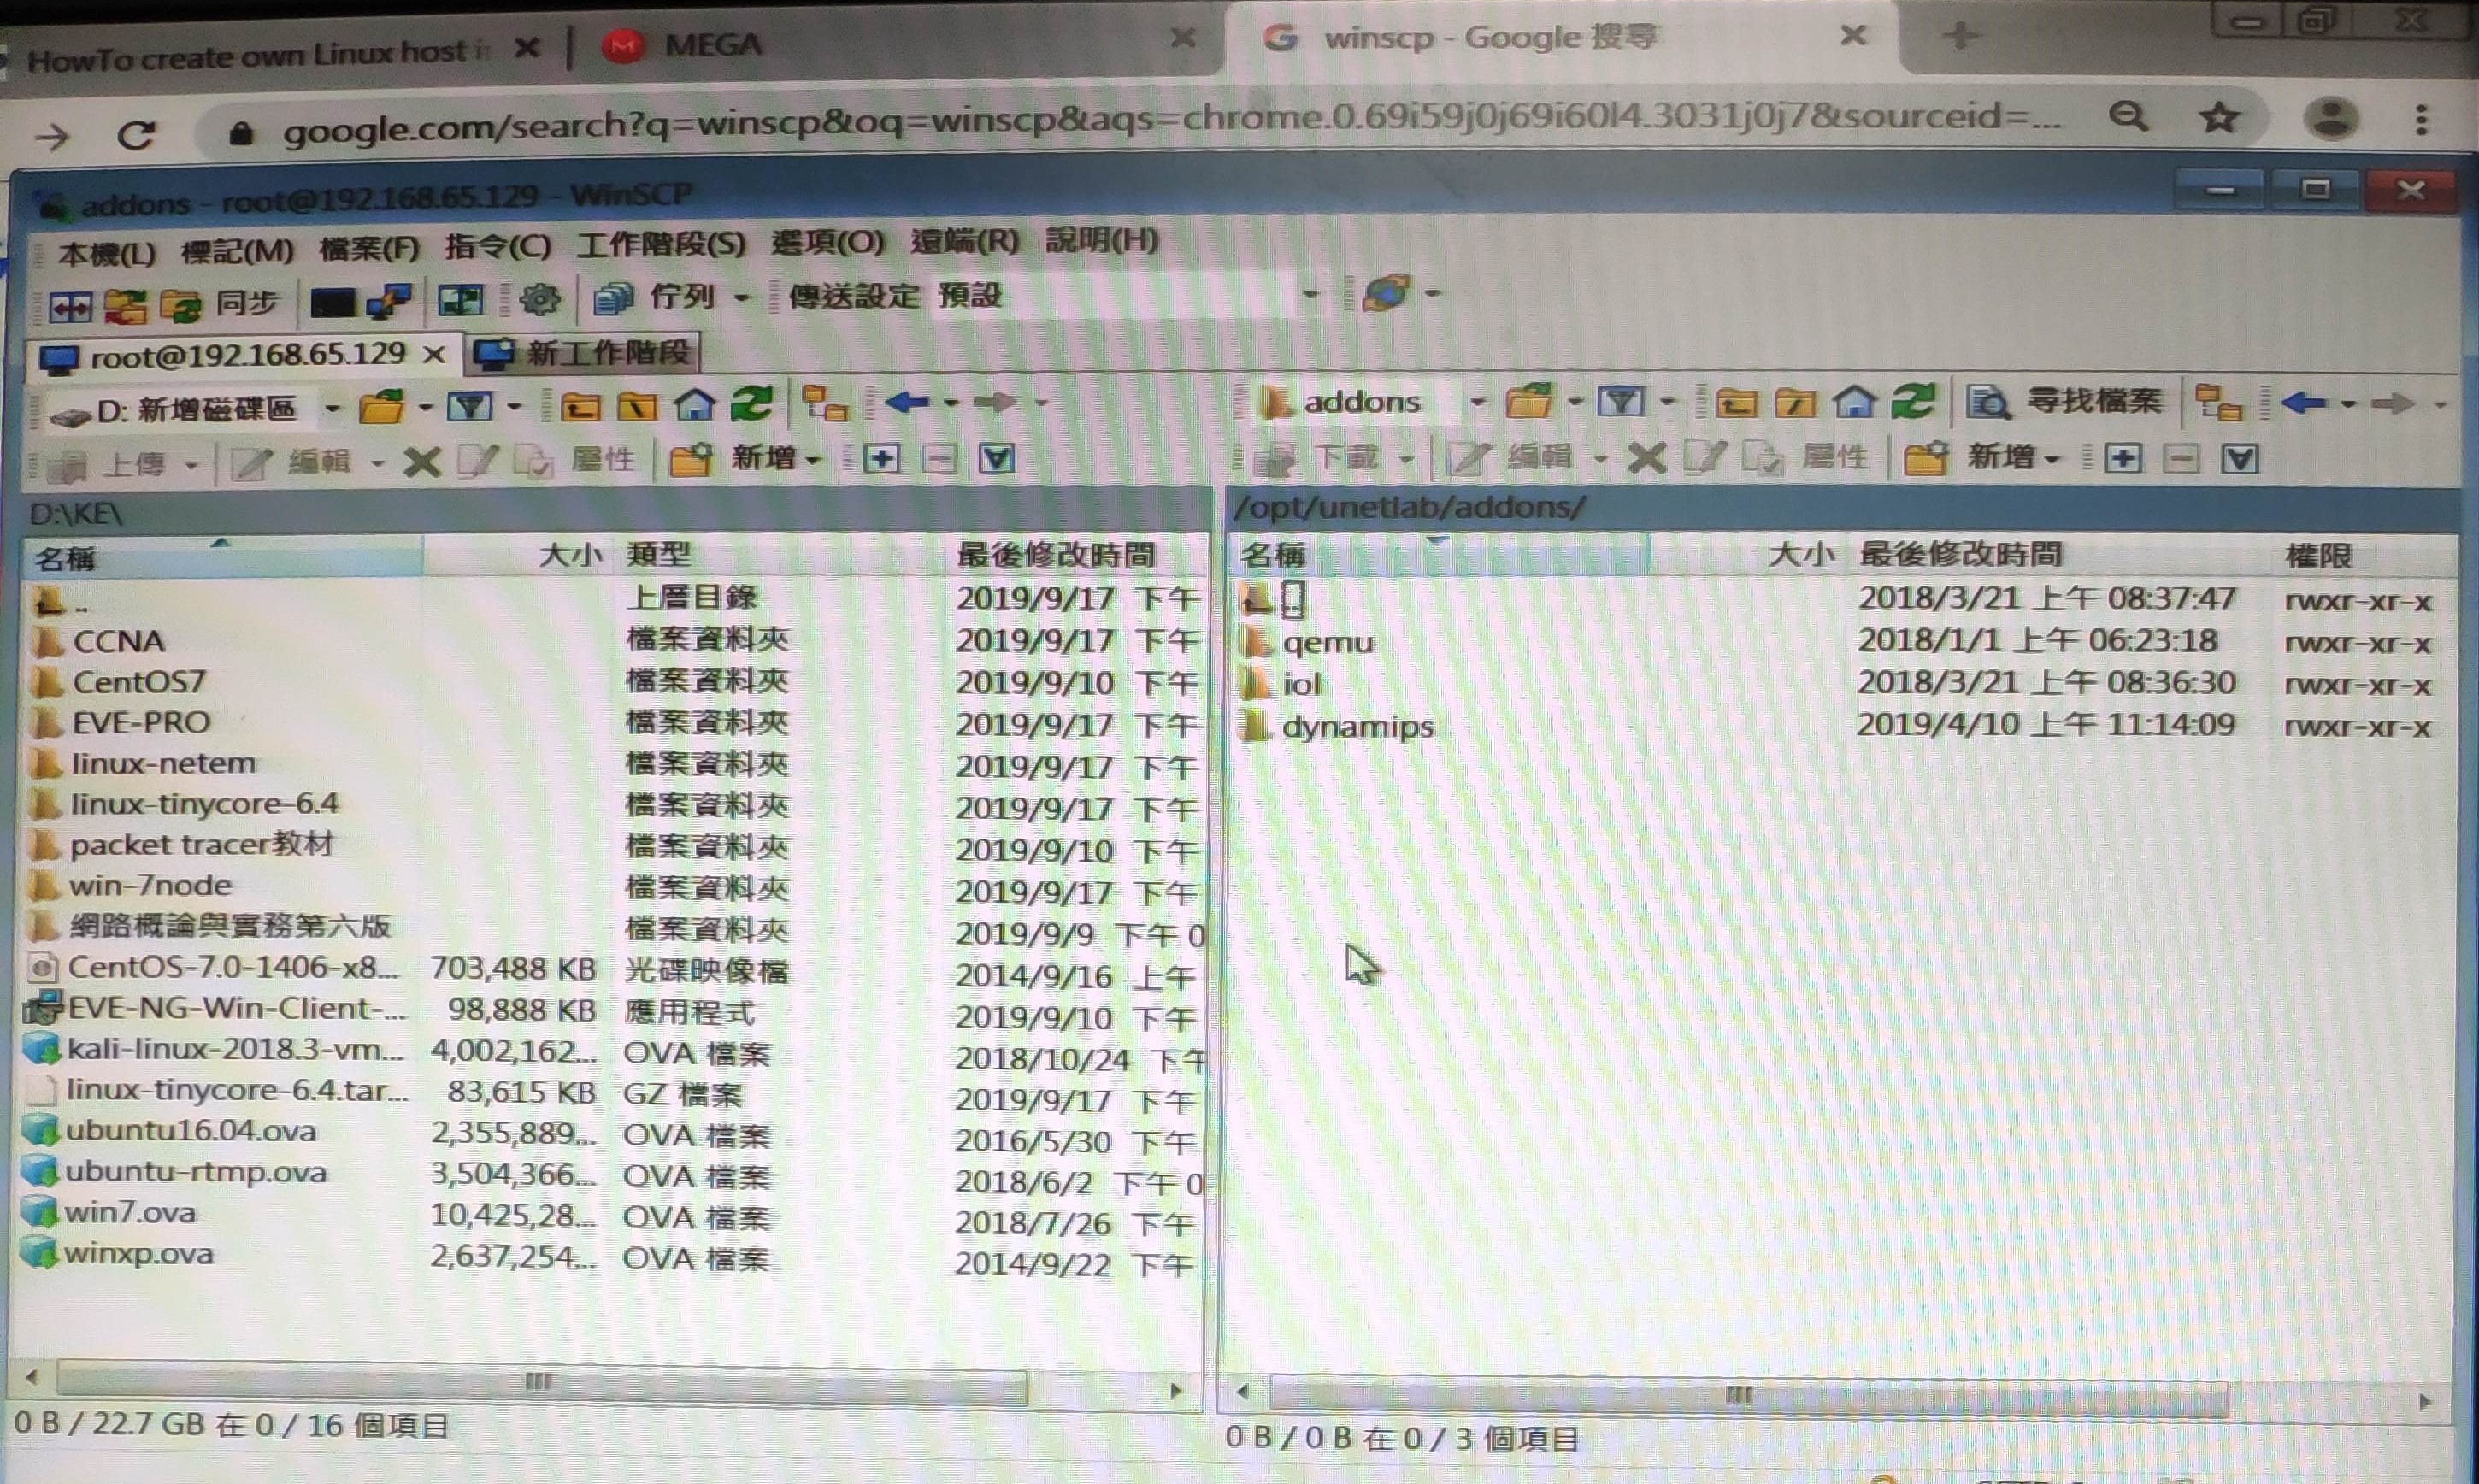 HowTo create own Linux host i
MEGA
winscp - Google 搜尋
google.com/search?q=winscp&oq=winscp&aqs=chrome.0.69i59j0j69i60l4.3031j0j7&sourceid=...
addons - root@192.168.65.129 - WinSCP
本機(L) 標記(M) 檔案(F) 指令(C) 工作階段(S) 選項(O) 遠端(R) 說明(H)
同步 佇列 傳送設定 預設
root@192.168.65.129 新工作階段
D: 新增磁碟區
上傳 編輯 屬性 新增
D:\KE\
名稱 大小 類型 最後修改時間
.. 上層目錄 2019/9/17 下午
CCNA 檔案資料夾 2019/9/17 下午
CentOS7 檔案資料夾 2019/9/10 下午
EVE-PRO 檔案資料夾 2019/9/17 下午
linux-netem 檔案資料夾 2019/9/17 下午
linux-tinycore-6.4 檔案資料夾 2019/9/17 下午
packet tracer教材 檔案資料夾 2019/9/10 下午
win-7node 檔案資料夾 2019/9/17 下午
網路概論與實務第六版 檔案資料夾 2019/9/9 下午 0
CentOS-7.0-1406-x8... 703,488 KB 光碟映像檔 2014/9/16 上午
EVE-NG-Win-Client-... 98,888 KB 應用程式 2019/9/10 下午
kali-linux-2018.3-vm... 4,002,162... OVA 檔案 2018/10/24 下午
linux-tinycore-6.4.tar... 83,615 KB GZ 檔案 2019/9/17 下午
ubuntu16.04.ova 2,355,889... OVA 檔案 2016/5/30 下午
ubuntu-rtmp.ova 3,504,366... OVA 檔案 2018/6/2 下午 0
win7.ova 10,425,28... OVA 檔案 2018/7/26 下午
winxp.ova 2,637,254... OVA 檔案 2014/9/22 下午
0 B / 22.7 GB 在 0 / 16 個項目
addons 尋找檔案
下載 編輯 屬性 新增
/opt/unetlab/addons/
名稱 大小 最後修改時間 權限
.. 2018/3/21 上午 08:37:47 rwxr-xr-x
qemu 2018/1/1 上午 06:23:18 rwxr-xr-x
iol 2018/3/21 上午 08:36:30 rwxr-xr-x
dynamips 2019/4/10 上午 11:14:09 rwxr-xr-x
0 B / 0 B 在 0 / 3 個項目